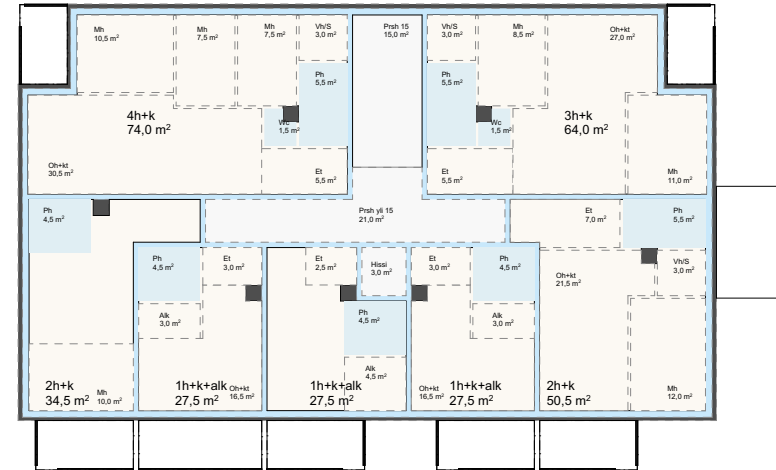 Mh
10,5 m²
Mh
7,5 m²
Mh
7,5 m²
Vh/S
3,0 m²
Prsh 15
15,0 m²
Vh/S
3,0 m²
Mh
8,5 m²
Oh+kt
27,0 m²
Ph
5,5 m²
Ph
5,5 m²
4h+k
74,0 m²
Wc
1,5 m²
Wc
1,5 m²
3h+k
64,0 m²
Oh+kt
30,5 m²
Et
5,5 m²
Et
5,5 m²
Mh
11,0 m²
Ph
4,5 m²
Prsh yli 15
21,0 m²
Et
7,0 m²
Ph
5,5 m²
Ph
4,5 m²
Et
3,0 m²
Et
2,5 m²
Hissi
3,0 m²
Et
3,0 m²
Ph
4,5 m²
Oh+kt
21,5 m²
Vh/S
3,0 m²
Alk
3,0 m²
Ph
4,5 m²
Alk
3,0 m²
Alk
4,5 m²
2h+k
34,5 m²
Mh
10,0 m²
1h+k+alk
27,5 m²
Oh+kt
16,5 m²
1h+k+alk
27,5 m²
Oh+kt
16,5 m²
1h+k+alk
27,5 m²
2h+k
50,5 m²
Mh
12,0 m²